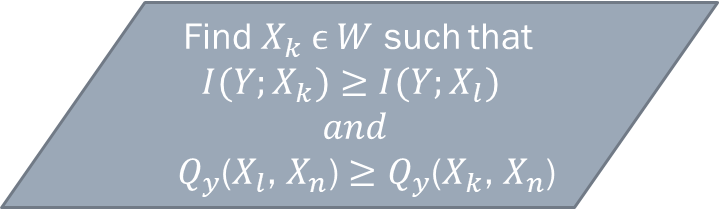 Find X_k ϵ W such that
I(Y; X_k) ≥ I(Y; X_l)
and
Q_y(X_l, X_n) ≥ Q_y(X_k, X_n)